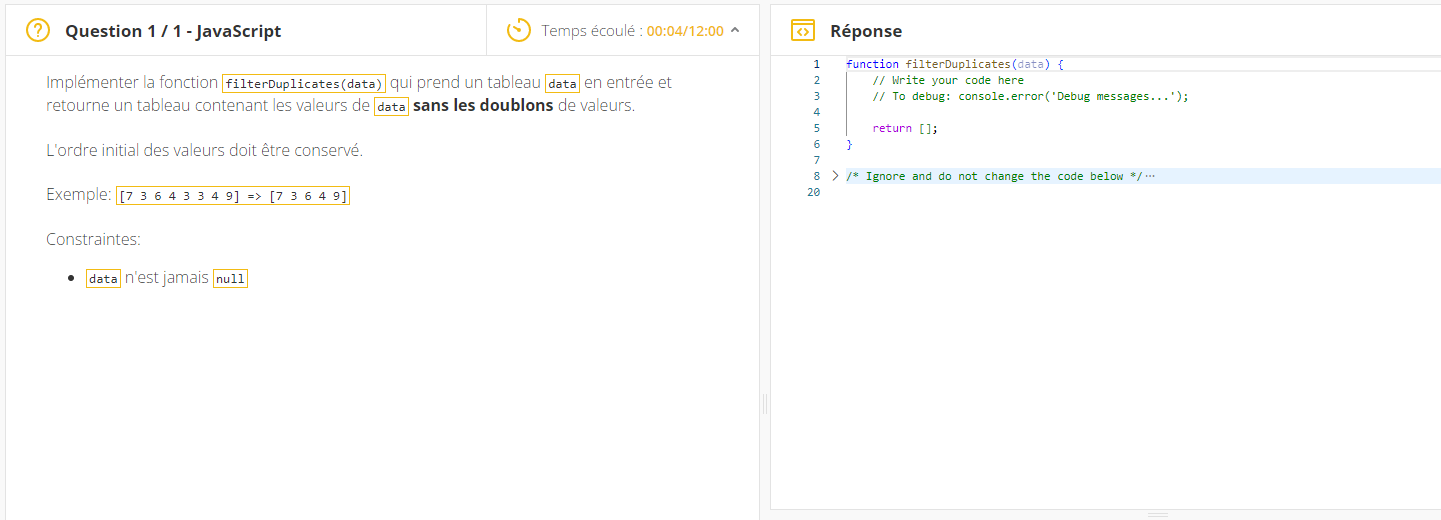 Question 1 / 1 - JavaScript
Temps écoulé : 00:04/12:00
Implémenter la fonction filterDuplicates(data) qui prend un tableau data en entrée et
retourne un tableau contenant les valeurs de data sans les doublons de valeurs.
L'ordre initial des valeurs doit être conservé.
Exemple: [7 3 6 4 3 3 4 9] => [7 3 6 4 9]
Constraintes:
• data n'est jamais null
Réponse
1 function filterDuplicates(data) {
2 // Write your code here
3 // To debug: console.error('Debug messages...');
4
5 return [];
6 }
7
8 > /* Ignore and do not change the code below */···
20